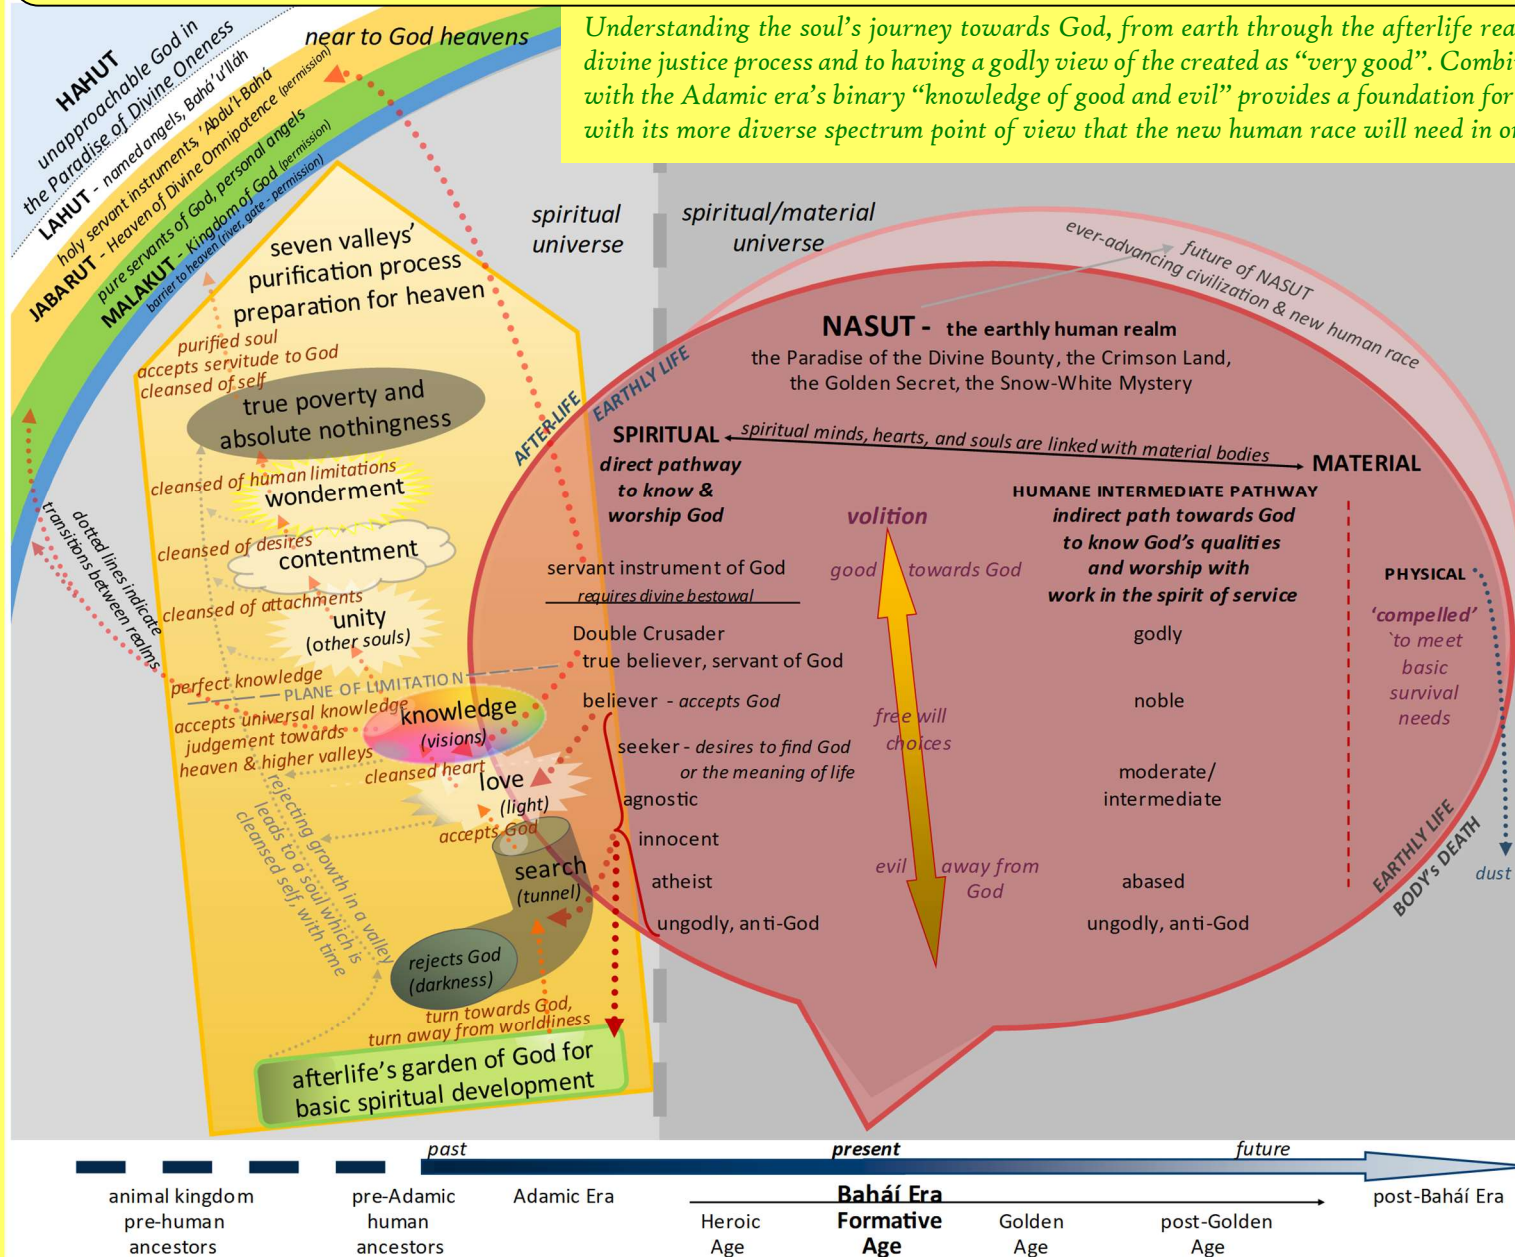 Understanding the soul's journey towards God, from earth through the afterlife rea
divine justice process and to having a godly view of the created as “very good”. Combi
with the Adamic era's binary “knowledge of good and evil” provides a foundation for
with its more diverse spectrum point of view that the new human race will need in o
near to God heavens
HAHUT
unapproachable God in
the Paradise of Divine Oneness
LAHUT - named angels, Bahá'u'lláh
holy servant instruments, 'Abdu'l-Bahá
JABARUT - Heaven of Divine Omnipotence (permission)
pure servants of God, personal angels
MALAKUT - Kingdom of God (permission)
barrier to heaven (river, gate - permission)
spiritual
universe
spiritual/material
universe
seven valleys'
purification process
preparation for heaven
purified soul
accepts servitude to God
cleansed of self
true poverty and
absolute nothingness
cleansed of human limitations
wonderment
cleansed of desires
contentment
cleansed of attachments
unity
(other souls)
perfect knowledge
PLANE OF LIMITATION
accepts universal knowledge
judgement towards
heaven & higher valleys
knowledge
(visions)
cleansed heart
love
(light)
accepts God
search
(tunnel)
rejects God
(darkness)
turn towards God,
turn away from worldliness
afterlife's garden of God for
basic spiritual development
dotted lines indicate
transitions between realms
rejecting growth in a valley
leads to a soul which is
cleansed self, with time
AFTER-LIFE
EARTHLY LIFE
ever-advancing civilization & new human race
future of NASUT
NASUT - the earthly human realm
the Paradise of the Divine Bounty, the Crimson Land,
the Golden Secret, the Snow-White Mystery
SPIRITUAL
spiritual minds, hearts, and souls are linked with material bodies
MATERIAL
direct pathway
to know &
worship God
servant instrument of God
requires divine bestowal
Double Crusader
true believer, servant of God
believer - accepts God
seeker - desires to find God
or the meaning of life
agnostic
innocent
atheist
ungodly, anti-God
volition
good towards God
free will
choices
evil away from
God
HUMANE INTERMEDIATE PATHWAY
indirect path towards God
to know God's qualities
and worship with
work in the spirit of service
godly
noble
moderate/
intermediate
abased
ungodly, anti-God
PHYSICAL
‘compelled’
`to meet
basic
survival
needs
EARTHLY LIFE
BODY's DEATH
dust
past
present
future
animal kingdom
pre-human
ancestors
pre-Adamic
human
ancestors
Adamic Era
Baháí Era
Heroic
Age
Formative
Age
Golden
Age
post-Golden
Age
post-Baháí Era